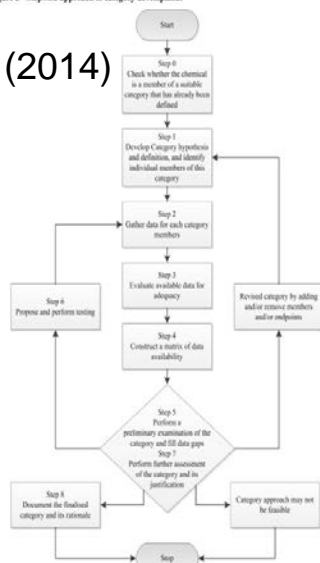 (2014)
Start
Step 0
Check whether the chemical
is a member of a suitable
category that has already been
defined
Step 1
Develop Category hypothesis
and definition, and identify
individual members of this
category
Step 2
Gather data for each category
members
Step 3
Evaluate available data for
adequacy
Step 4
Construct a matrix of data
availability
Step 6
Propose and perform testing
Revised category by adding
and/or remove members
and/or endpoints
Step 5
Perform a
preliminary examination of the
category and fill data gaps
Step 7
Perform further assessment
of the category and its
justification
Step 8
Document the finalised
category and its rationale
Category approach may not
be feasible
Stop